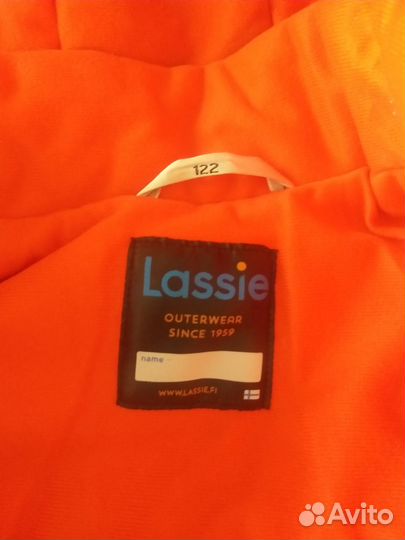 122
Lassie
OUTERWEAR
SINCE 1959
name
WWW.LASSIE.FI
Avito